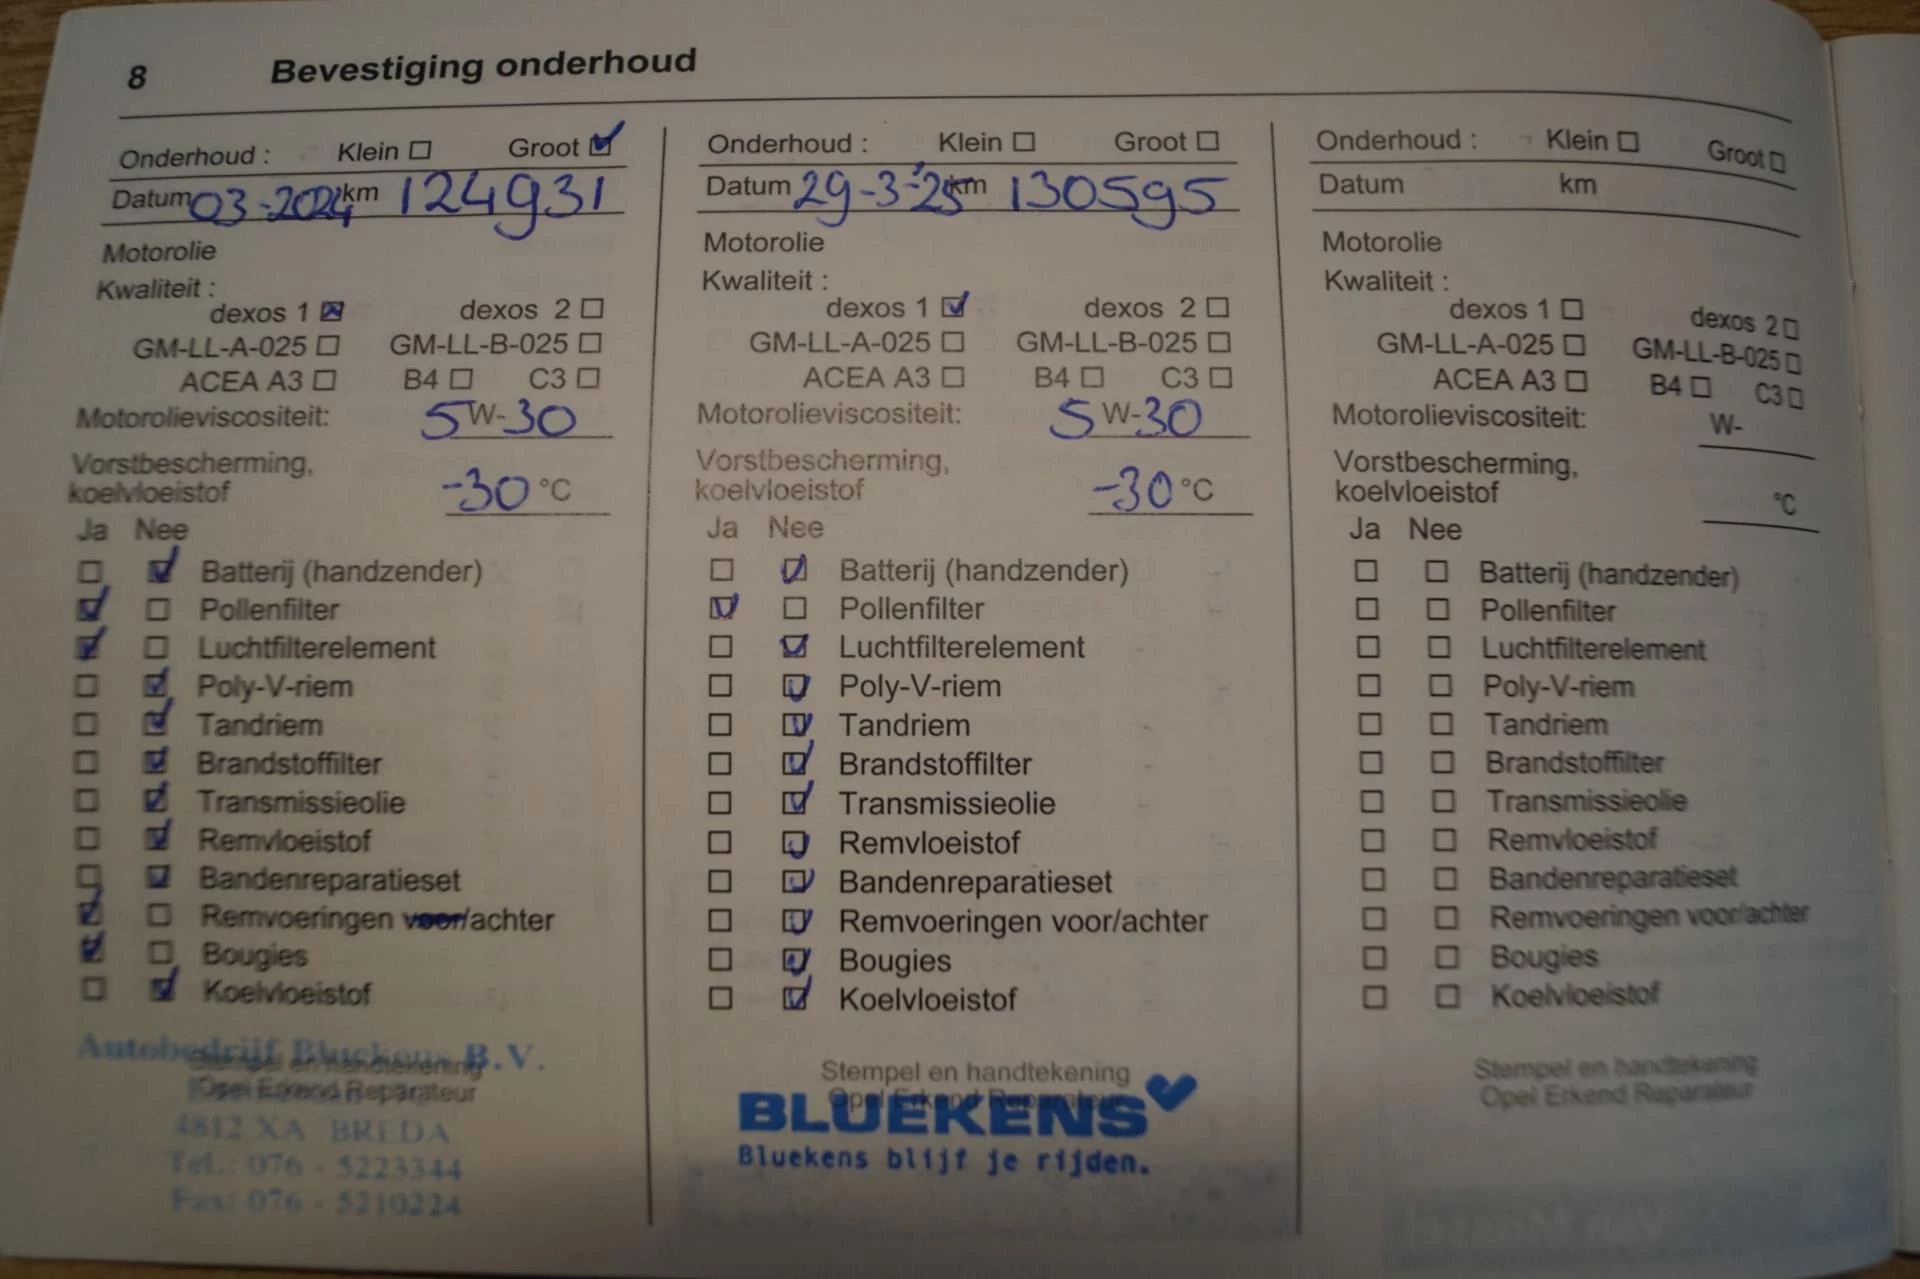 8 Bevestiging onderhoud
Onderhoud : Klein ☐ Groot ☑
Datum 03-2024 km 124931
Motorolie
Kwaliteit :
dexos 1 ☑ dexos 2 ☐
GM-LL-A-025 ☐ GM-LL-B-025 ☐
ACEA A3 ☐ B4 ☐ C3 ☐
Motorolieviscositeit: 5W-30
Vorstbescherming,
koelvloeistof -30 °C
Ja Nee
☐ ☑ Batterij (handzender)
☑ ☐ Pollenfilter
☑ ☐ Luchtfilterelement
☐ ☑ Poly-V-riem
☐ ☑ Tandriem
☐ ☑ Brandstoffilter
☐ ☑ Transmissieolie
☐ ☑ Remvloeistof
☐ ☑ Bandenreparatieset
☑ ☐ Remvoeringen voor/achter
☑ ☐ Bougies
☐ ☑ Koelvloeistof
Autobedrijf Bluekens B.V.
Stempel en handtekening
Opel Erkend Reparateur
4812 XA BREDA
Tel.: 076 - 5223344
Fax: 076 - 5210224
Onderhoud : Klein ☐ Groot ☐
Datum 29-3-'25 km 130595
Motorolie
Kwaliteit :
dexos 1 ☑ dexos 2 ☐
GM-LL-A-025 ☐ GM-LL-B-025 ☐
ACEA A3 ☐ B4 ☐ C3 ☐
Motorolieviscositeit: 5W-30
Vorstbescherming,
koelvloeistof -30 °C
Ja Nee
☐ ☑ Batterij (handzender)
☑ ☐ Pollenfilter
☐ ☑ Luchtfilterelement
☐ ☑ Poly-V-riem
☐ ☑ Tandriem
☐ ☑ Brandstoffilter
☐ ☑ Transmissieolie
☐ ☑ Remvloeistof
☐ ☑ Bandenreparatieset
☐ ☑ Remvoeringen voor/achter
☐ ☑ Bougies
☐ ☑ Koelvloeistof
Stempel en handtekening
Opel Erkend Reparateur
BLUEKENS
Bluekens blijf je rijden.
Onderhoud : Klein ☐ Groot ☐
Datum km
Motorolie
Kwaliteit :
dexos 1 ☐ dexos 2 ☐
GM-LL-A-025 ☐ GM-LL-B-025 ☐
ACEA A3 ☐ B4 ☐ C3 ☐
Motorolieviscositeit: W-
Vorstbescherming,
koelvloeistof °C
Ja Nee
☐ ☐ Batterij (handzender)
☐ ☐ Pollenfilter
☐ ☐ Luchtfilterelement
☐ ☐ Poly-V-riem
☐ ☐ Tandriem
☐ ☐ Brandstoffilter
☐ ☐ Transmissieolie
☐ ☐ Remvloeistof
☐ ☐ Bandenreparatieset
☐ ☐ Remvoeringen voor/achter
☐ ☐ Bougies
☐ ☐ Koelvloeistof
Stempel en handtekening
Opel Erkend Reparateur